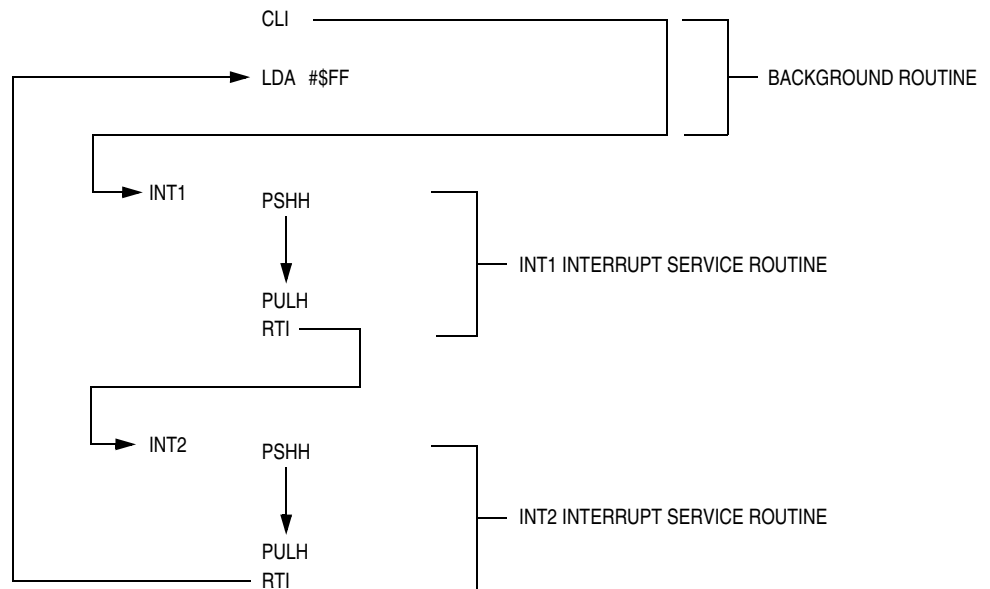 CLI
LDA #$FF
BACKGROUND ROUTINE
INT1
PSHH
INT1 INTERRUPT SERVICE ROUTINE
PULH
RTI
INT2
PSHH
INT2 INTERRUPT SERVICE ROUTINE
PULH
RTI